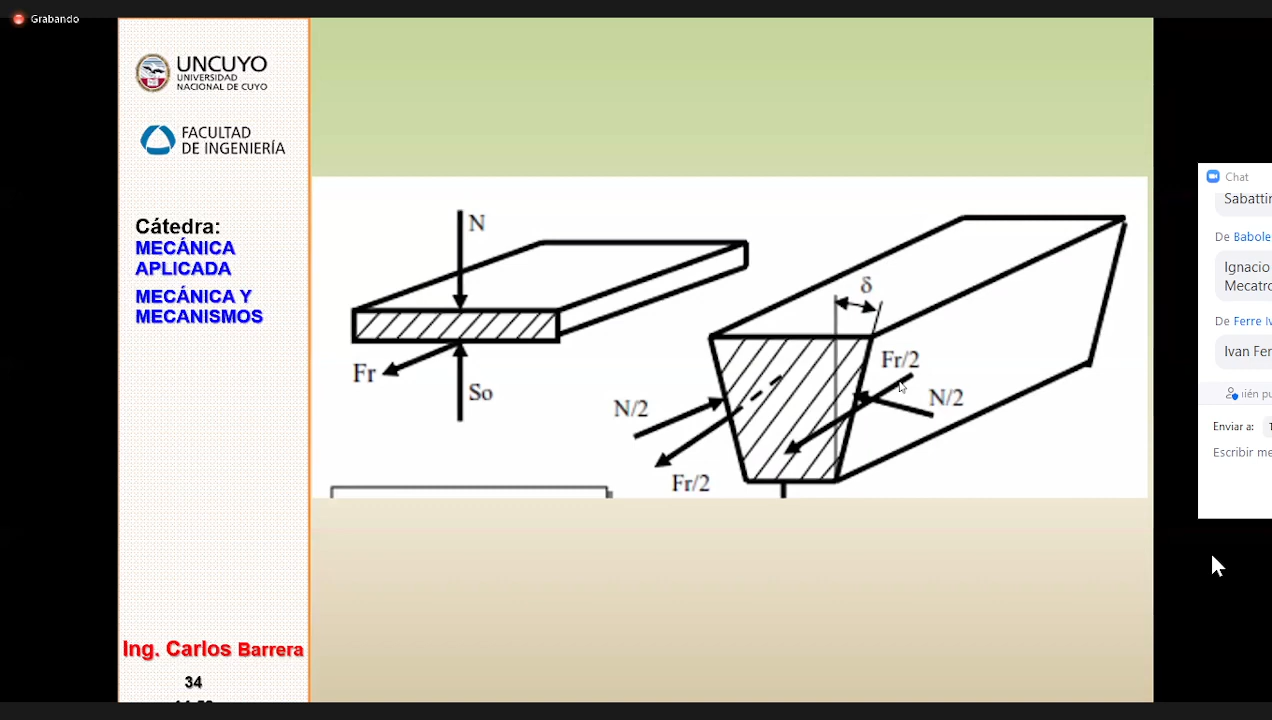 Grabando
UNCUYO
UNIVERSIDAD
NACIONAL DE CUYO
FACULTAD
DE INGENIERÍA
Cátedra:
MECÁNICA
APLICADA
MECÁNICA Y
MECANISMOS
Ing. Carlos Barrera
34
N
Fr
So
δ
Fr/2
N/2
N/2
Fr/2
Chat
De Babole
Ignacio
Mecatro
De Ferre Iv
Ivan Fer
Enviar a:
Escribir me